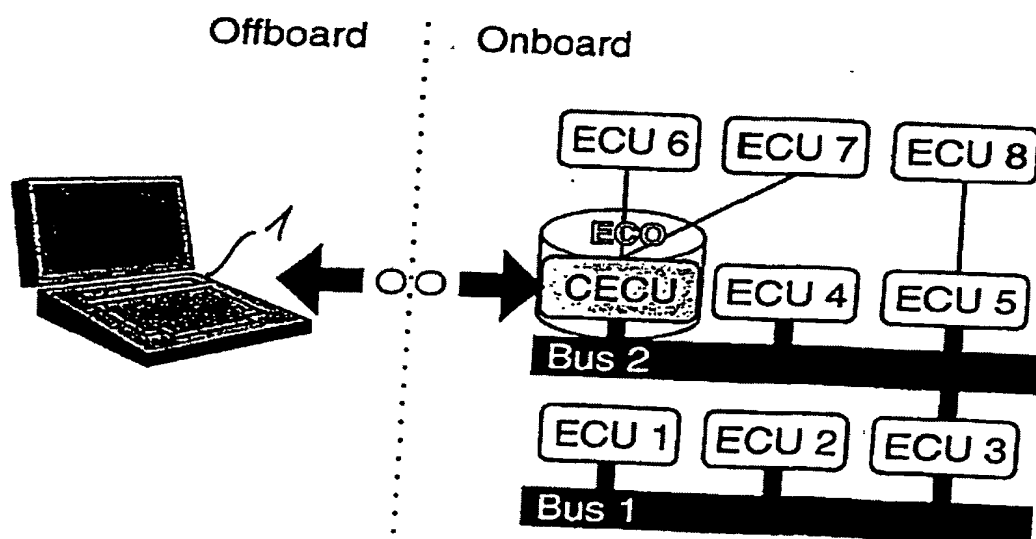 Offboard
Onboard
ECU 6
ECU 7
ECU 8
ECO
1
CECU
ECU 4
ECU 5
Bus 2
ECU 1
ECU 2
ECU 3
Bus 1